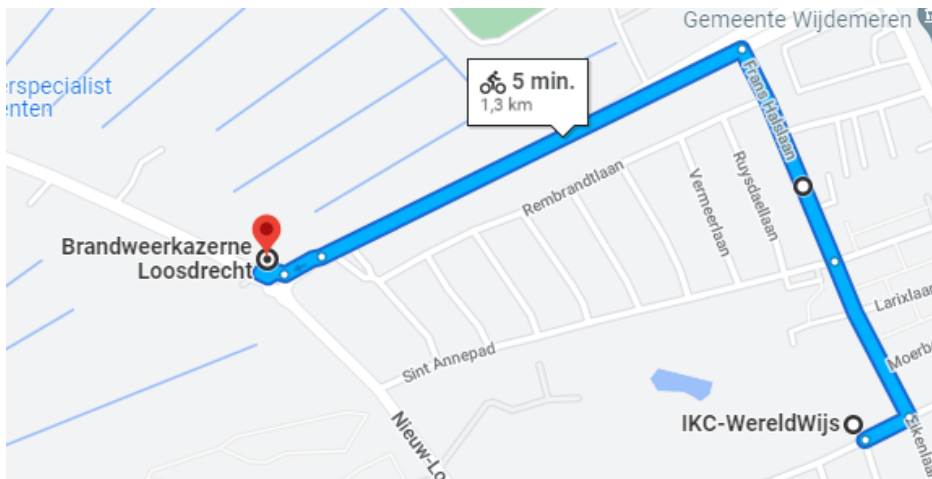 Gemeente Wijdemeren
erspecialist
enten
5 min.
1,3 km
Frans Halslaan
Rembrandtlaan
Vermeerlaan
Ruysdaellaan
Brandweerkazerne
Loosdrecht
Larixlaan
Sint Annepad
Moerb
IKC-WereldWijs
Eikenlaa
Nieuw-Lo